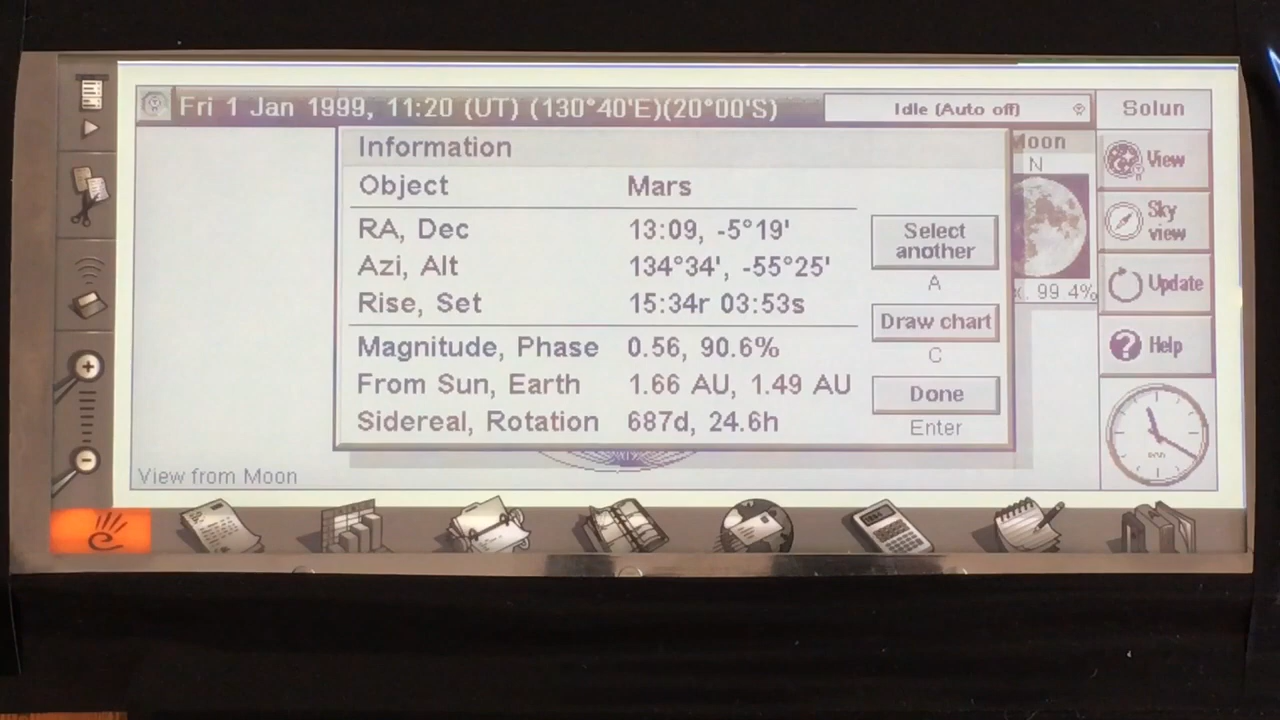 Fri 1 Jan 1999, 11:20 (UT) (130°40'E)(20°00'S)
Idle (Auto off)
Solun
Information
Object Mars
RA, Dec 13:09, -5°19'
Azi, Alt 134°34', -55°25'
Rise, Set 15:34r 03:53s
Magnitude, Phase 0.56, 90.6%
From Sun, Earth 1.66 AU, 1.49 AU
Sidereal, Rotation 687d, 24.6h
Select
another
A
Draw chart
C
Done
Enter
Moon
N
99 4%
View
Sky
view
Update
Help
View from Moon